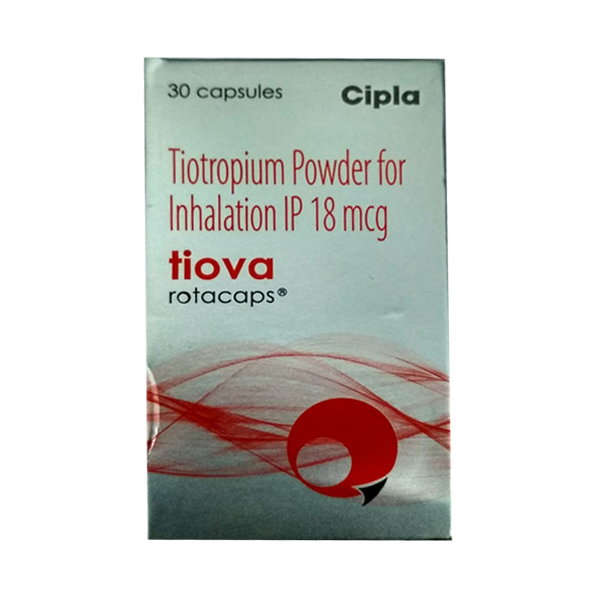 30 capsules
Cipla
Tiotropium Powder for
Inhalation IP 18 mcg
tiova
rotacaps®